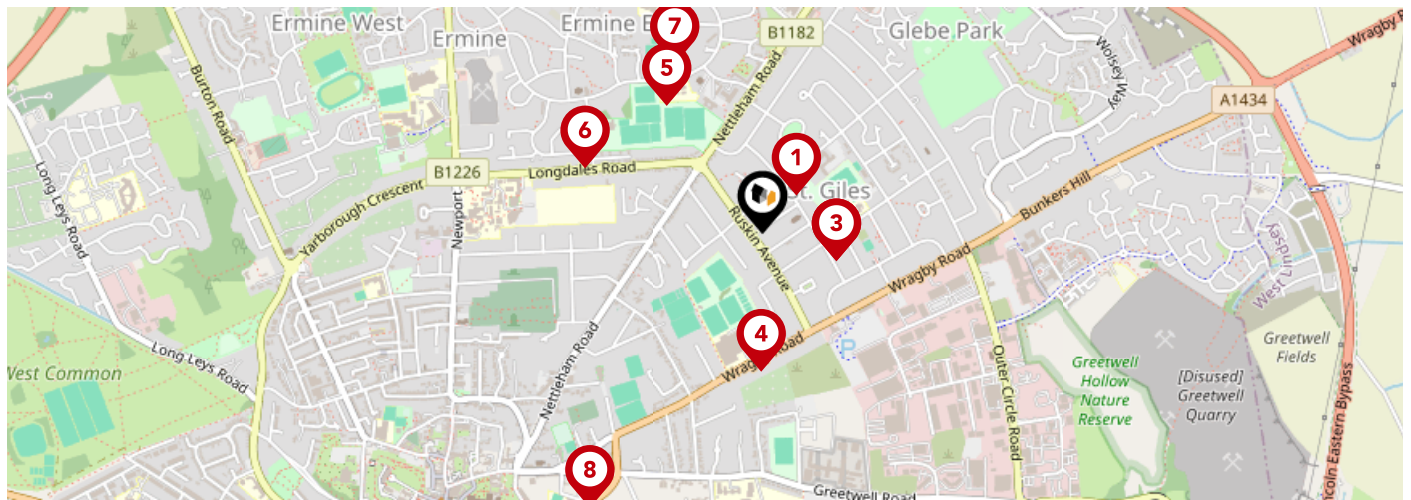 Ermine West
Ermine E
7
B1182
Glebe Park
Wragby R
Ermine
5
Wolsey Way
Burton Road
Nettleham Road
A1434
6
1
Long Leys Road
B1226
Longdales Road
t. Giles
Yarborough Crescent
Newport
3
Bunkers Hill
Ruskin Avenue
Wragby Road
West Lindsey
4
P
Long Leys Road
Nettleham Road
Wragby Road
Outer Circle Road
Greetwell
Hollow
Nature
Reserve
[Disused]
Greetwell
Quarry
Greetwell
Fields
West Common
8
Greetwell Road
ncoln Eastern Bypass